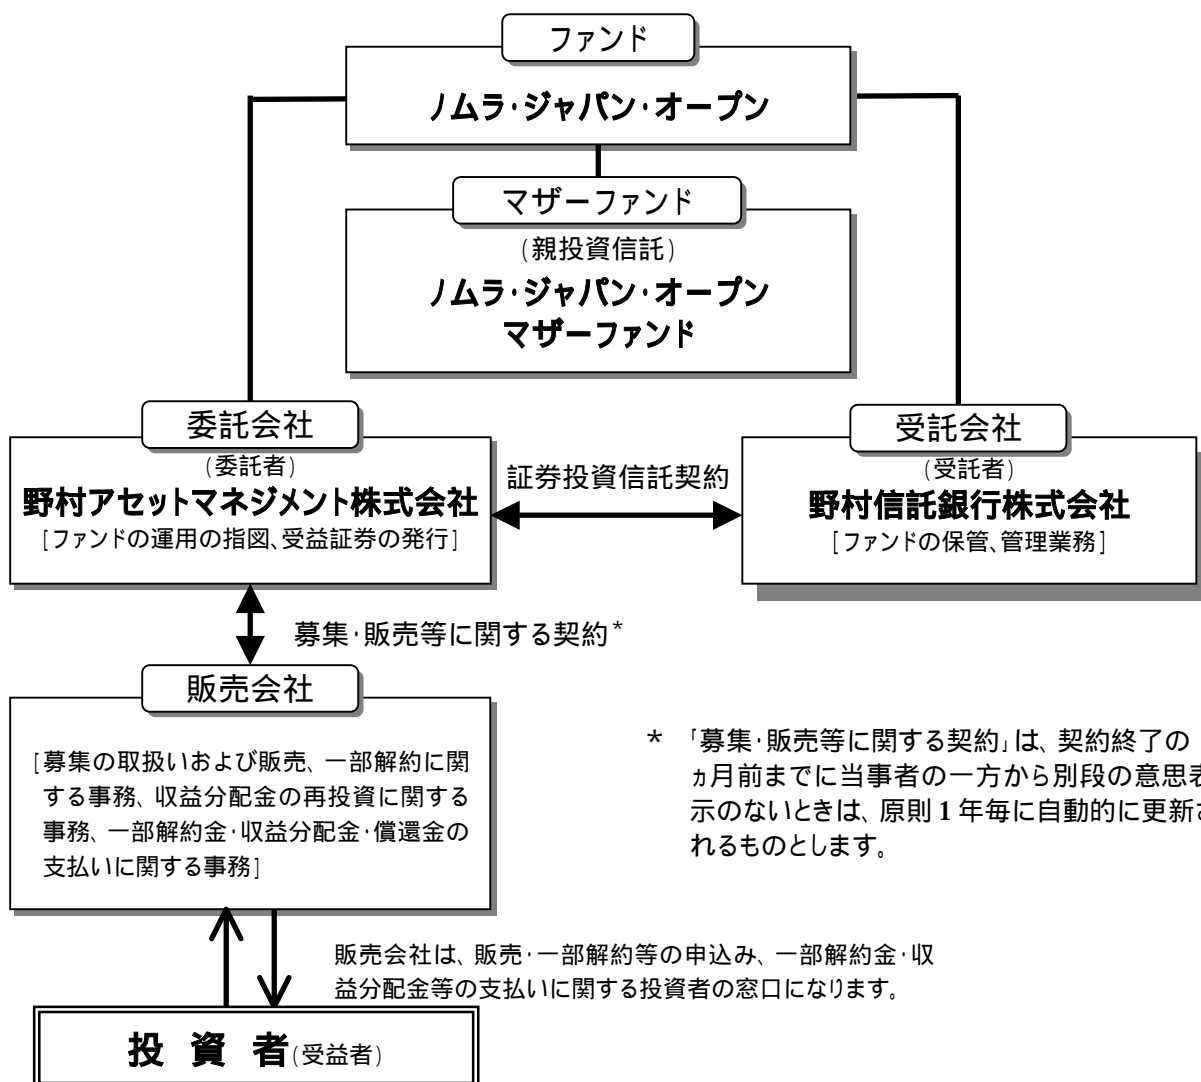 ファンド
ノムラ・ジャパン・オープン
マザーファンド
(親投資信託)
ノムラ・ジャパン・オープン
マザーファンド
委託会社
(委託者)
野村アセットマネジメント株式会社
[ファンドの運用の指図、受益証券の発行]
証券投資信託契約
受託会社
(受託者)
野村信託銀行株式会社
[ファンドの保管、管理業務]
募集・販売等に関する契約*
販売会社
[募集の取扱いおよび販売、一部解約に関
する事務、収益分配金の再投資に関する
事務、一部解約金・収益分配金・償還金の
支払いに関する事務]
* 「募集・販売等に関する契約」は、契約終了の
ヵ月前までに当事者の一方から別段の意思表
示のないときは、原則1年毎に自動的に更新さ
れるものとします。
販売会社は、販売・一部解約等の申込み、一部解約金・収
益分配金等の支払いに関する投資者の窓口になります。
投 資 者(受益者)